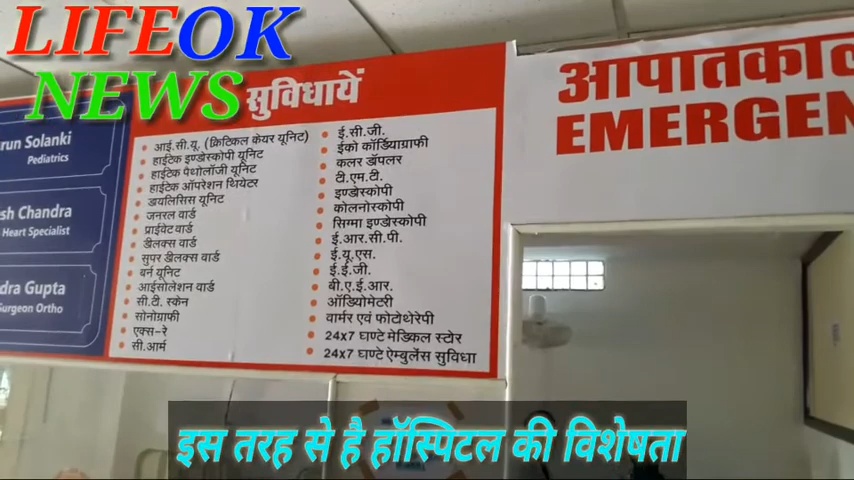 LIFEOK
NEWS
run Solanki
Pediatrics
sh Chandra
Heart Specialist
dra Gupta
Surgeon Ortho
सुविधायें
आई.सी.यू. (क्रिटिकल केयर यूनिट)
हाईटेक इण्डोस्कोपी यूनिट
हाईटेक पैथोलॉजी यूनिट
हाईटेक ऑपरेशन थियेटर
डायलिसिस यूनिट
जनरल वार्ड
प्राईवेट वार्ड
डीलक्स वार्ड
सुपर डीलक्स वार्ड
बर्न यूनिट
आईसोलेशन वार्ड
सी.टी. स्केन
सोनोग्राफी
एक्स-रे
सी.आर्म
ई.सी.जी.
ईको कॉर्डियाग्राफी
कलर डॅपलर
टी.एम.टी.
इण्डोस्कोपी
कोलनोस्कोपी
सिग्मा इण्डोस्कोपी
ई.आर.सी.पी.
ई.यू.एस.
ई.ई.जी.
बी.ए.ई.आर.
ऑडियोमेटरी
वार्मर एवं फोटोथेरेपी
24x7 घण्टे मेडिकल स्टोर
24x7 घण्टे ऐम्बुलेंस सुविधा
आपातकाल
EMERGEN
इस तरह से है हॉस्पिटल की विशेषता